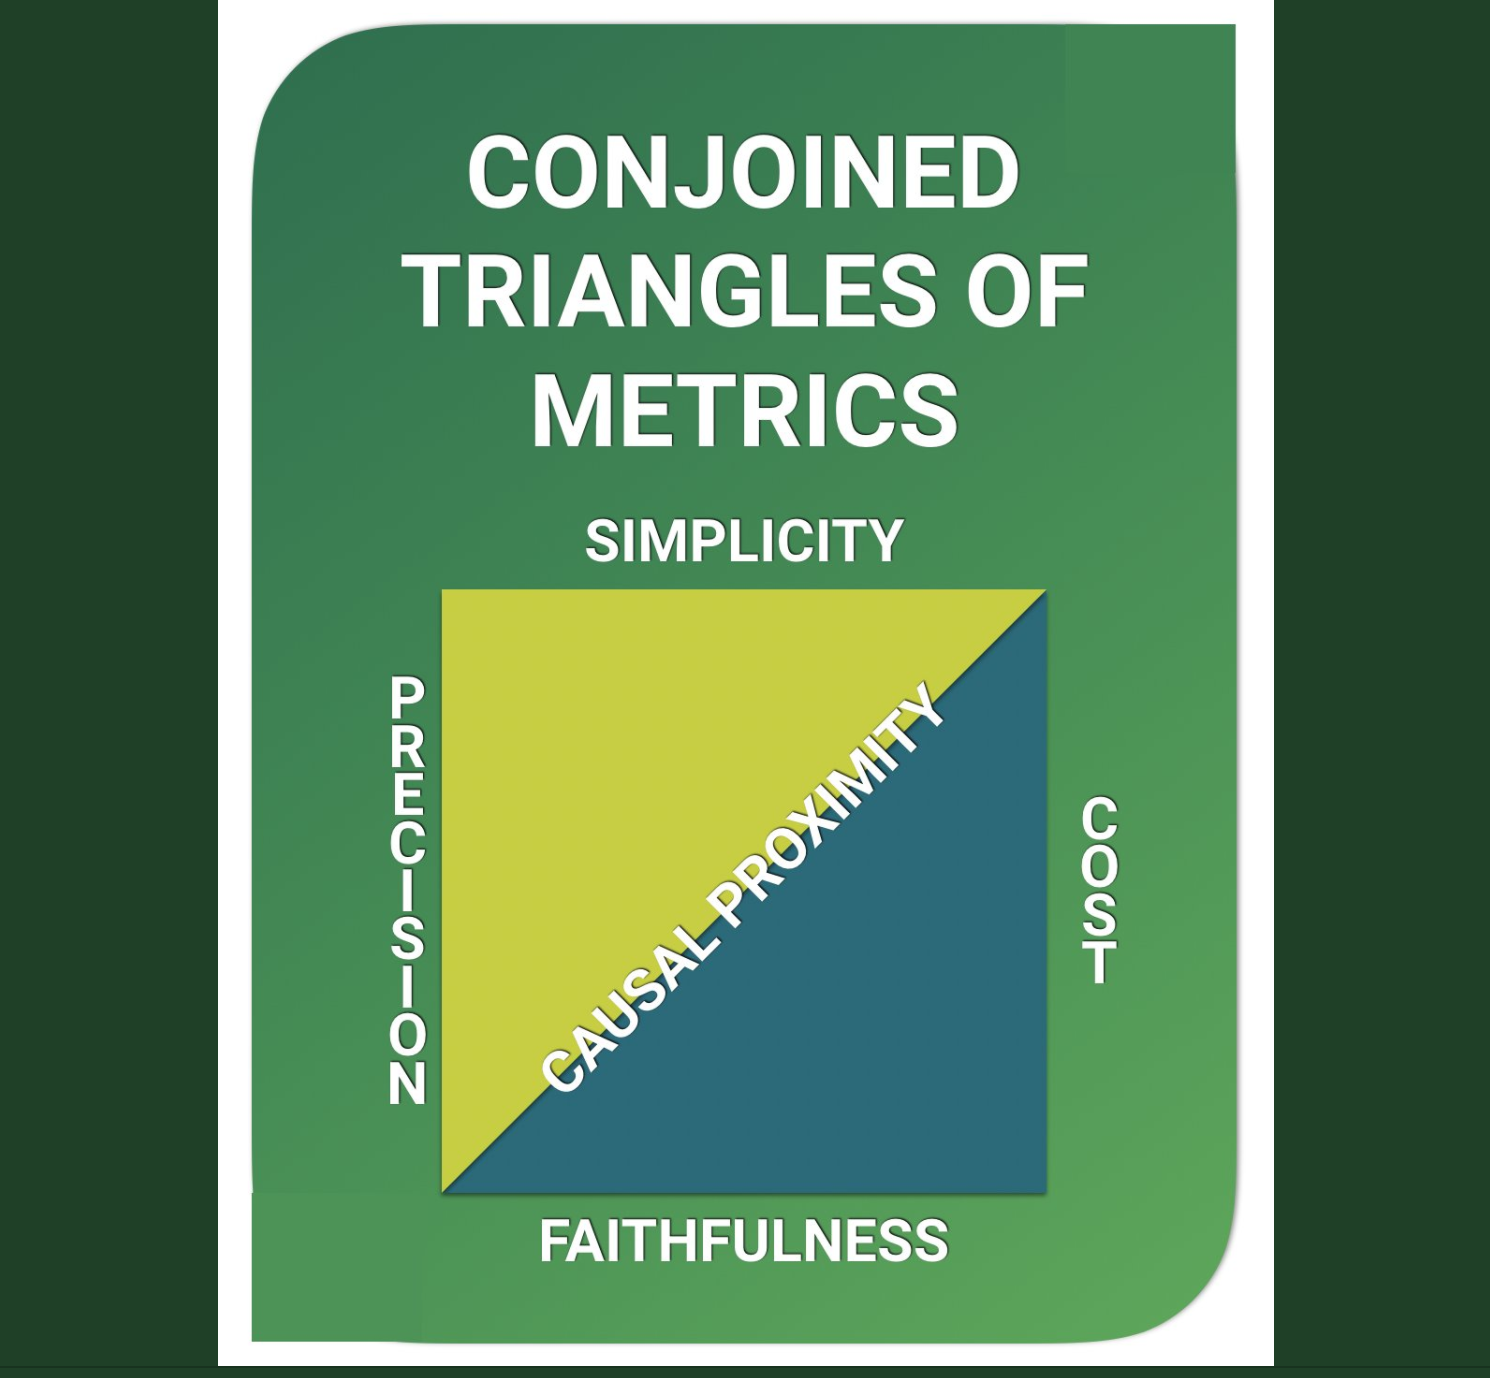 CONJOINED
TRIANGLES OF
METRICS
SIMPLICITY
PRECISION
CAUSAL PROXIMITY
COST
FAITHFULNESS